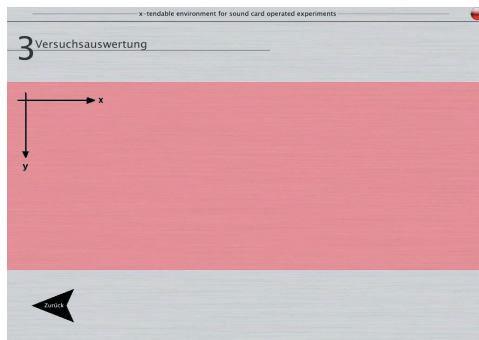 x-tendable environment for sound card operated experiments
3 Versuchsauswertung
x
y
Zurück